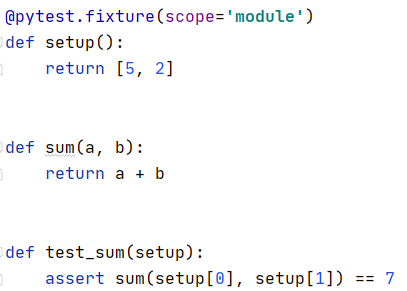 @pytest.fixture(scope='module')
def setup():
    return [5, 2]
def sum(a, b):
    return a + b
def test_sum(setup):
    assert sum(setup[0], setup[1]) == 7